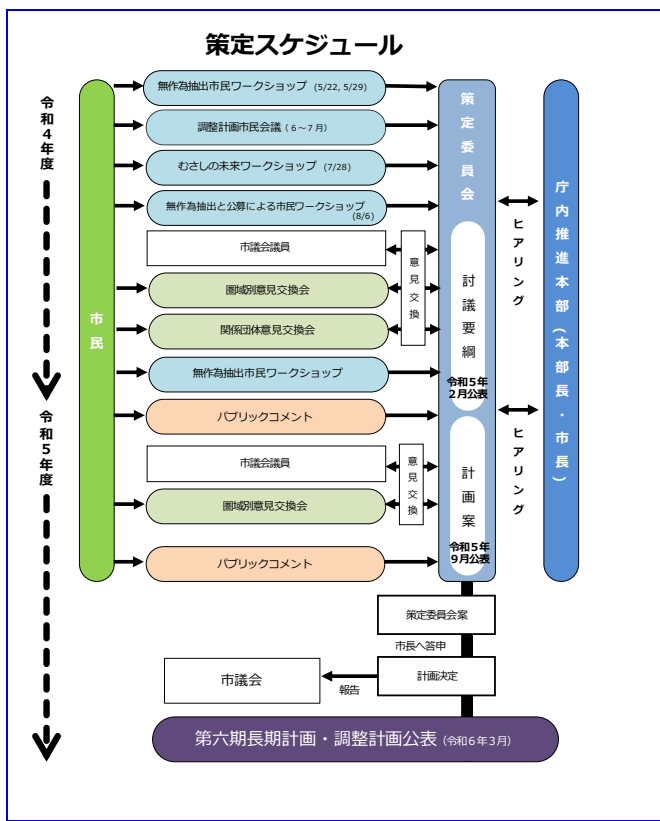 策定スケジュール
令和4年度
令和5年度
市民
無作為抽出市民ワークショップ (5/22, 5/29)
調整計画市民会議（6～7月）
むさしの未来ワークショップ (7/28)
無作為抽出と公募による市民ワークショップ
(8/6)
市議会議員
圏域別意見交換会
関係団体意見交換会
意見交換
無作為抽出市民ワークショップ
パブリックコメント
市議会議員
圏域別意見交換会
意見交換
パブリックコメント
策定委員会
討議要綱
令和5年
2月公表
計画案
令和5年
9月公表
ヒアリング
ヒアリング
庁内推進本部（本部長・市長）
策定委員会案
市長へ答申
計画決定
報告
市議会
第六期長期計画・調整計画公表 (令和6年3月)